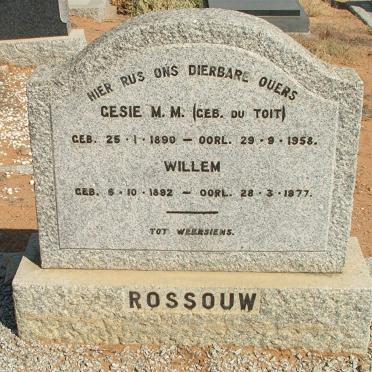 HIER RUS ONS DIERBARE OUERS
GESIE M. M. (GEB. DU TOIT)
GEB. 25 · 1 · 1890 — OORL. 29 · 9 · 1958.
WILLEM
GEB. 6 · 10 · 1892 — OORL. 28 · 3 · 1977.
TOT WEERSIENS.
ROSSOUW